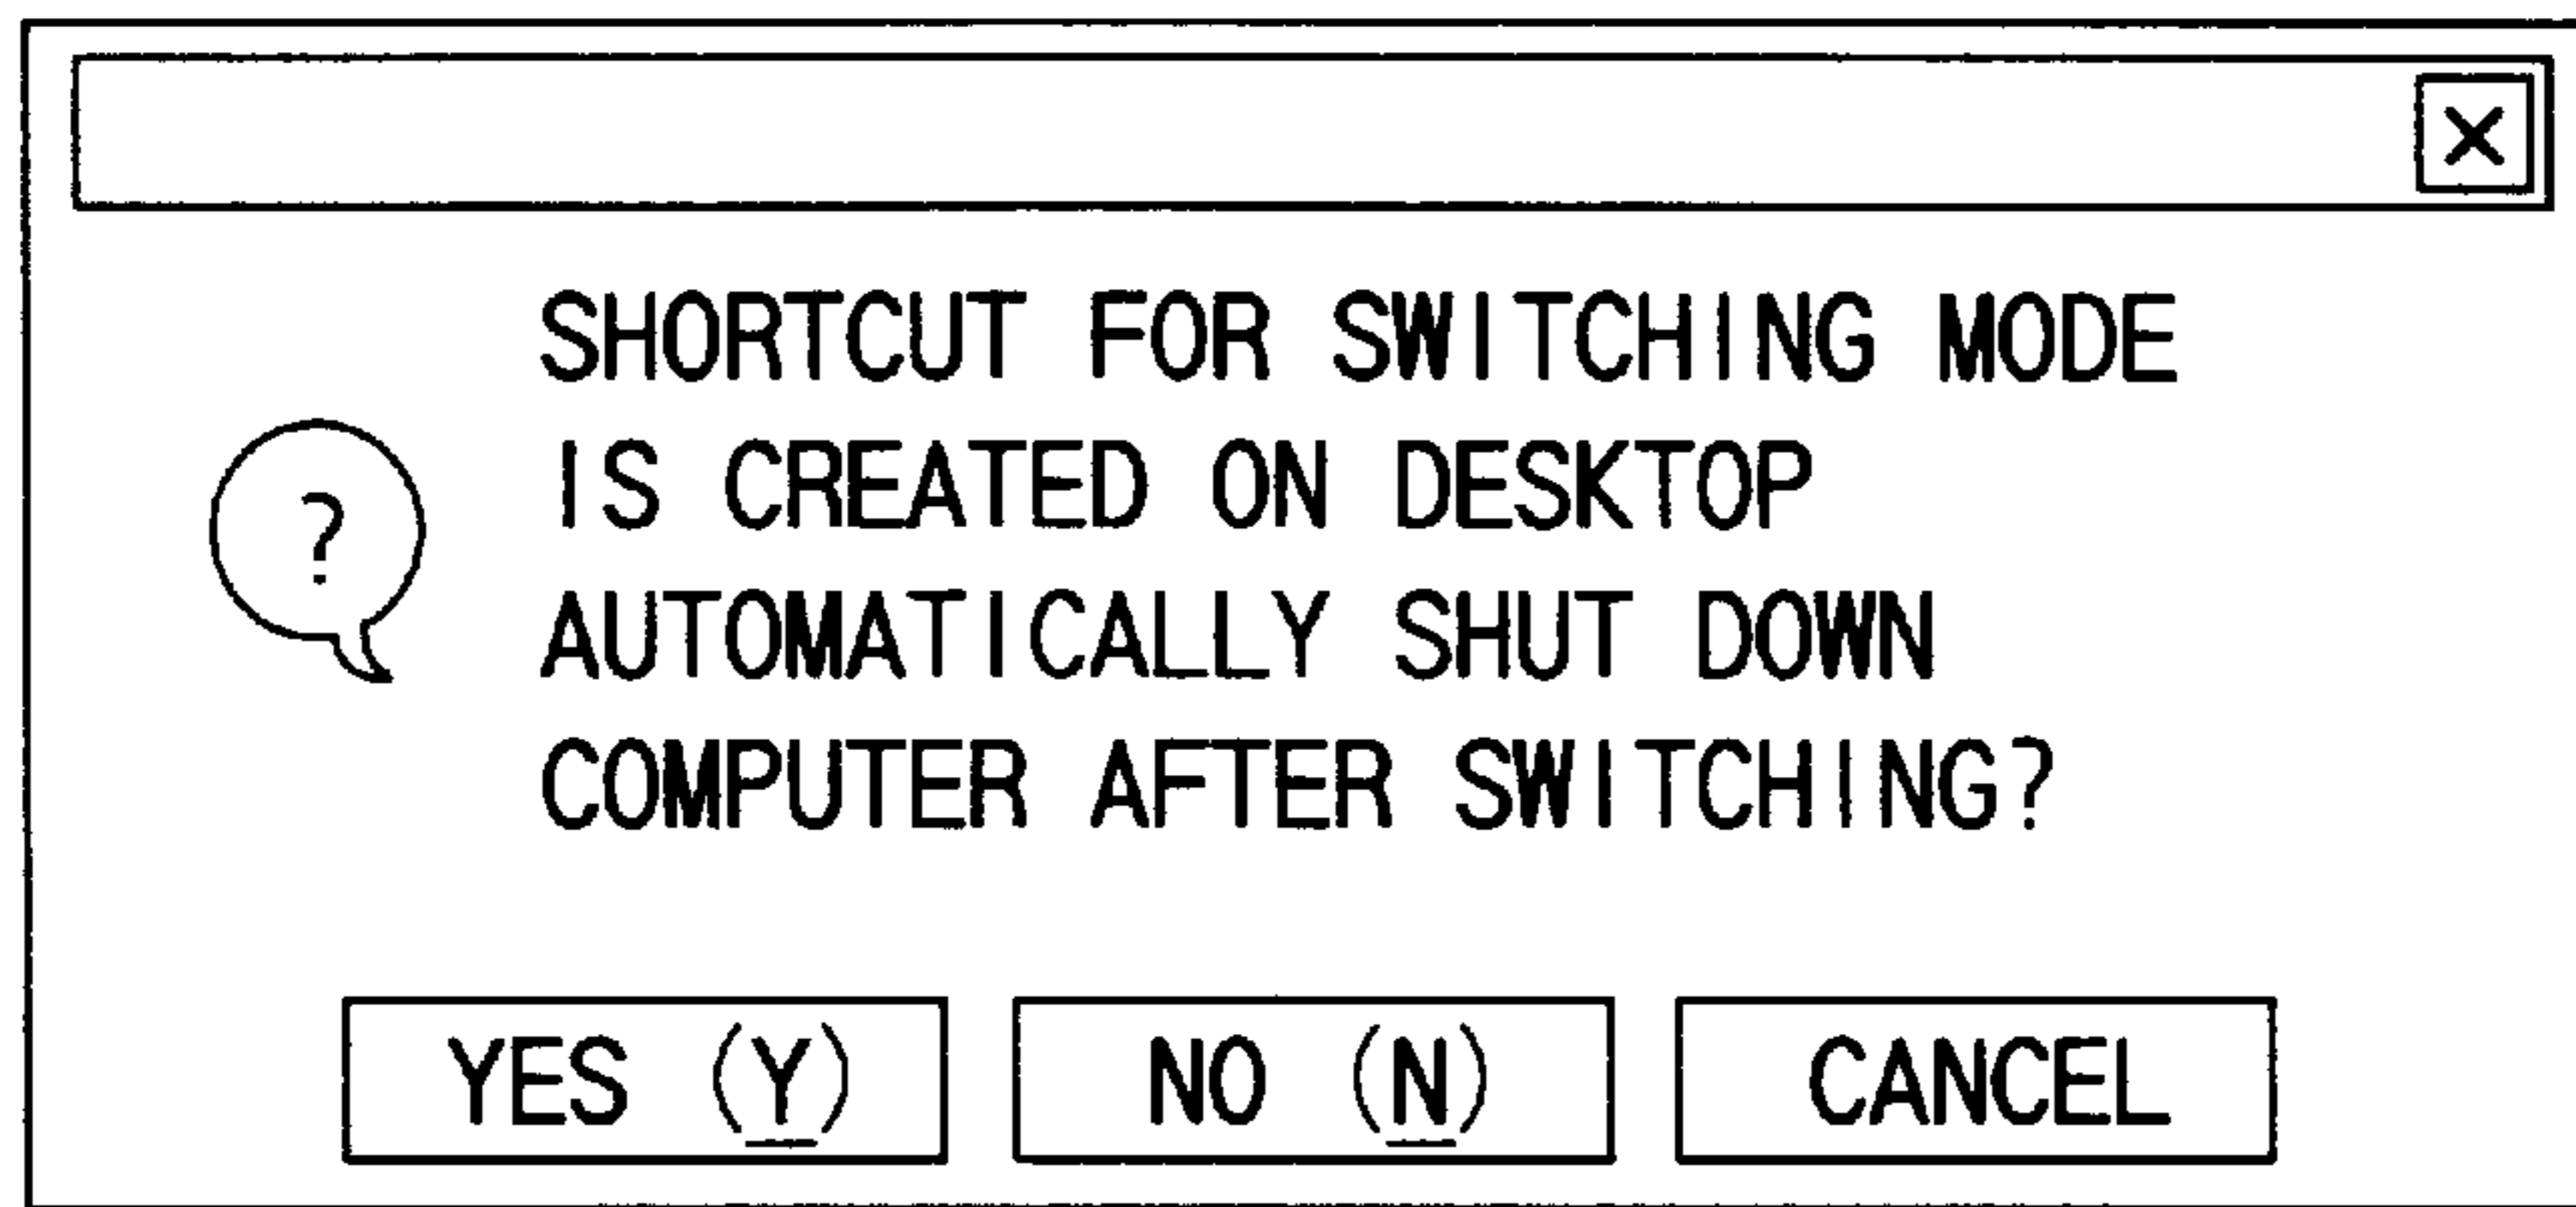 ×
SHORTCUT FOR SWITCHING MODE
IS CREATED ON DESKTOP
?
AUTOMATICALLY SHUT DOWN
COMPUTER AFTER SWITCHING?
YES (Y) NO (N) CANCEL